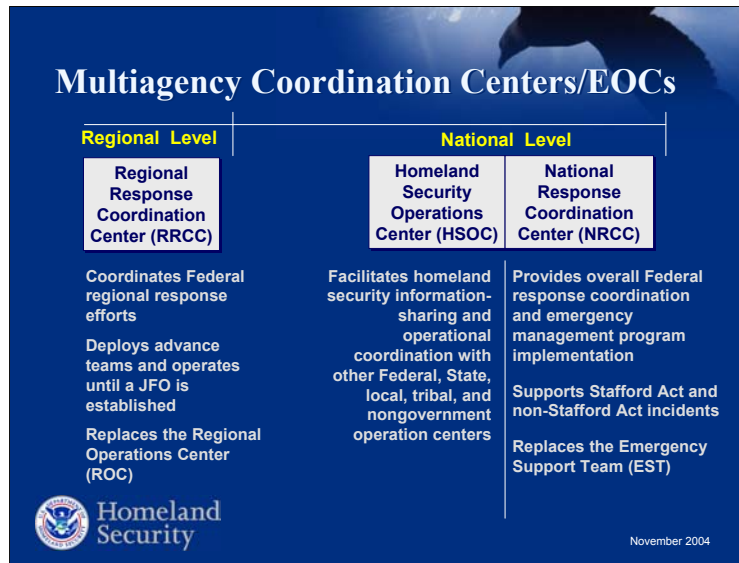 Multiagency Coordination Centers/EOCs
Regional Level
Regional
Response
Coordination
Center (RRCC)
Coordinates Federal
regional response
efforts
Deploys advance
teams and operates
until a JFO is
established
Replaces the Regional
Operations Center
(ROC)
National Level
Homeland
Security
Operations
Center (HSOC)
Facilitates homeland
security information-
sharing and
operational
coordination with
other Federal, State,
local, tribal, and
nongovernment
operation centers
National
Response
Coordination
Center (NRCC)
Provides overall Federal
response coordination
and emergency
management program
implementation
Supports Stafford Act and
non-Stafford Act incidents
Replaces the Emergency
Support Team (EST)
Homeland
Security
November 2004